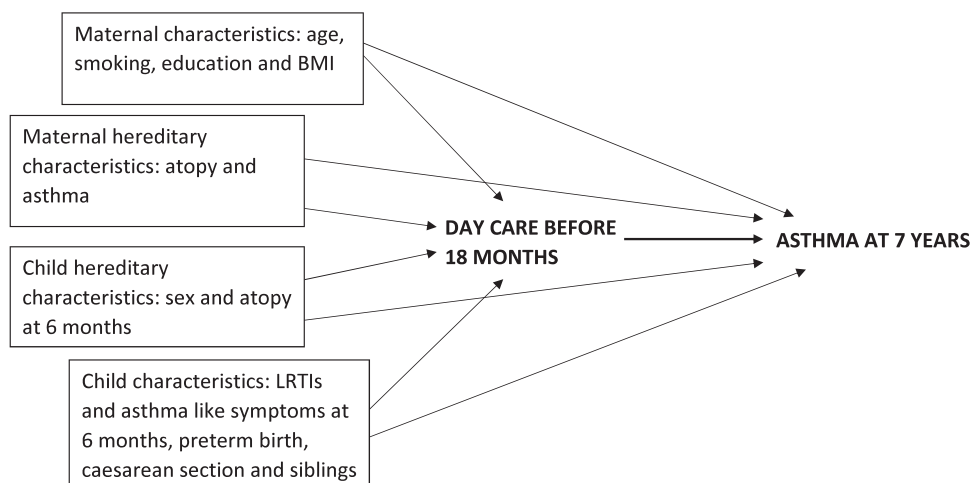 Maternal characteristics: age,
smoking, education and BMI
Maternal hereditary
characteristics: atopy and
asthma
DAY CARE BEFORE
18 MONTHS
ASTHMA AT 7 YEARS
Child hereditary
characteristics: sex and atopy
at 6 months
Child characteristics: LRTIs
and asthma like symptoms at
6 months, preterm birth,
caesarean section and siblings